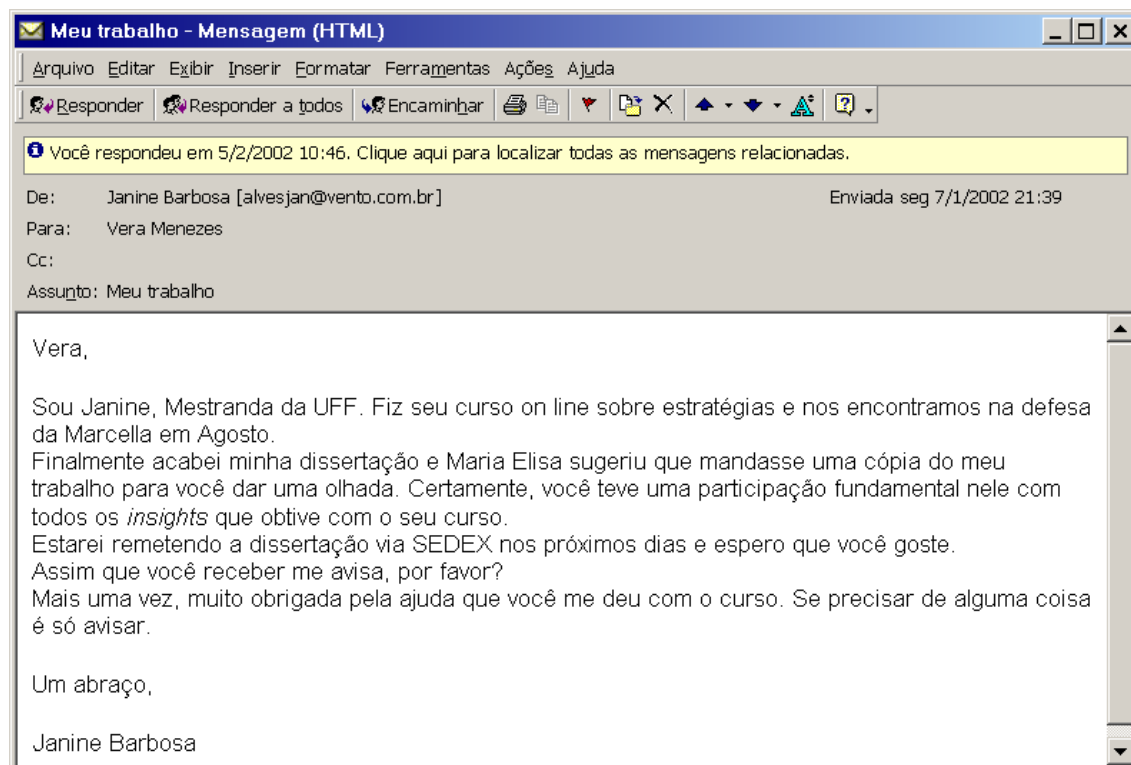 Meu trabalho - Mensagem (HTML)
Arquivo Editar Exibir Inserir Formatar Ferramentas Ações Ajuda
Responder Responder a todos Encaminhar
Você respondeu em 5/2/2002 10:46. Clique aqui para localizar todas as mensagens relacionadas.
De: Janine Barbosa [alvesjan@vento.com.br] Enviada seg 7/1/2002 21:39
Para: Vera Menezes
Cc:
Assunto: Meu trabalho
Vera,
Sou Janine, Mestranda da UFF. Fiz seu curso on line sobre estratégias e nos encontramos na defesa
da Marcella em Agosto.
Finalmente acabei minha dissertação e Maria Elisa sugeriu que mandasse uma cópia do meu
trabalho para você dar uma olhada. Certamente, você teve uma participação fundamental nele com
todos os insights que obtive com o seu curso.
Estarei remetendo a dissertação via SEDEX nos próximos dias e espero que você goste.
Assim que você receber me avisa, por favor?
Mais uma vez, muito obrigada pela ajuda que você me deu com o curso. Se precisar de alguma coisa
é só avisar.
Um abraço,
Janine Barbosa